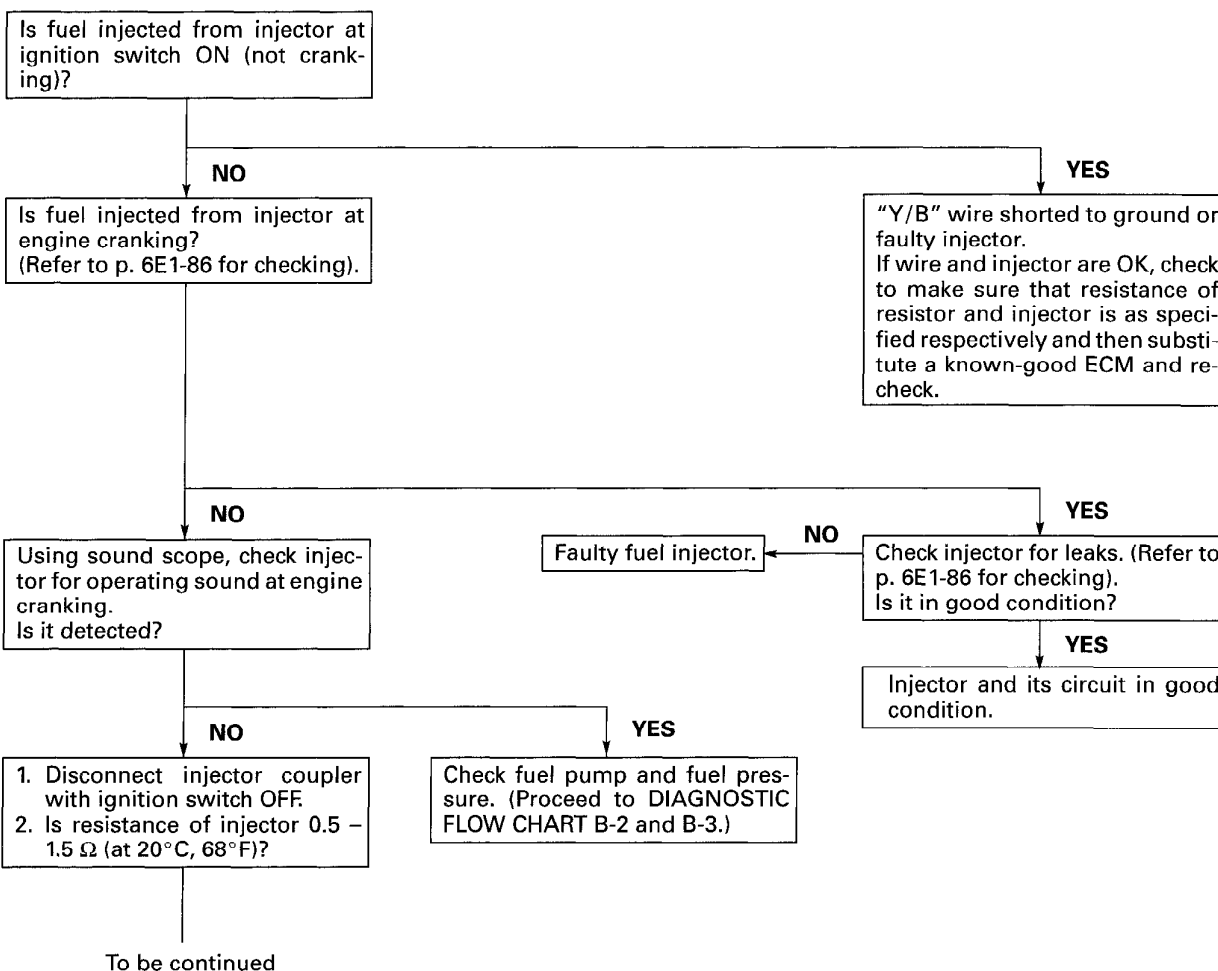 Is fuel injected from injector at
ignition switch ON (not crank-
ing)?
NO
YES
Is fuel injected from injector at
engine cranking?
(Refer to p. 6E1-86 for checking).
"Y/B" wire shorted to ground or
faulty injector.
If wire and injector are OK, check
to make sure that resistance of
resistor and injector is as speci-
fied respectively and then substi-
tute a known-good ECM and re-
check.
NO
YES
Using sound scope, check injec-
tor for operating sound at engine
cranking.
Is it detected?
Faulty fuel injector.
NO
Check injector for leaks. (Refer to
p. 6E1-86 for checking).
Is it in good condition?
YES
Injector and its circuit in good
condition.
NO
YES
1. Disconnect injector coupler
with ignition switch OFF.
2. Is resistance of injector 0.5 –
1.5 Ω (at 20°C, 68°F)?
Check fuel pump and fuel pres-
sure. (Proceed to DIAGNOSTIC
FLOW CHART B-2 and B-3.)
To be continued